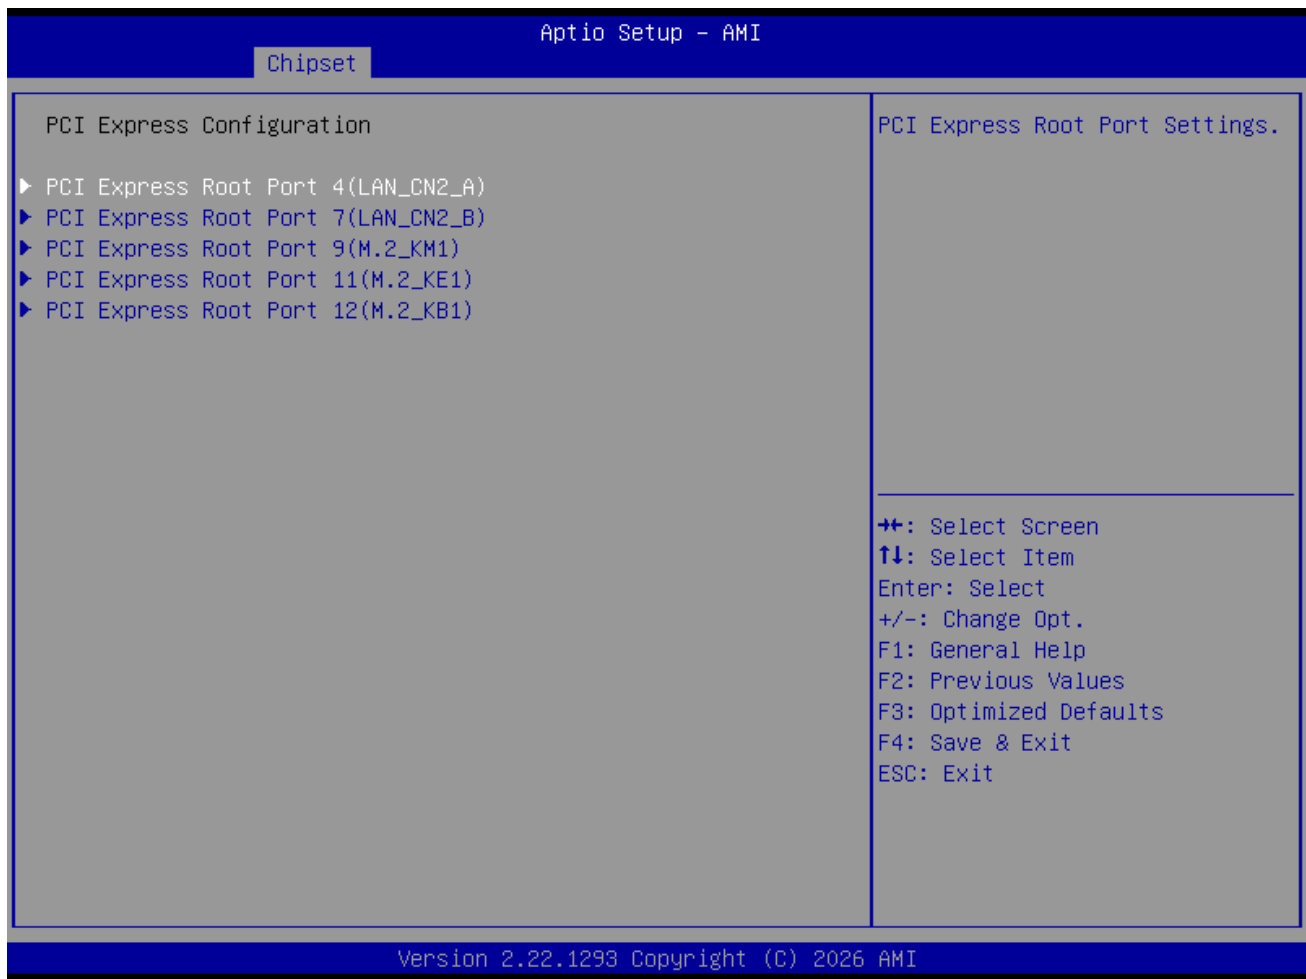 Aptio Setup – AMI
Chipset
PCI Express Configuration
PCI Express Root Port 4(LAN_CN2_A)
PCI Express Root Port 7(LAN_CN2_B)
PCI Express Root Port 9(M.2_KM1)
PCI Express Root Port 11(M.2_KE1)
PCI Express Root Port 12(M.2_KB1)
PCI Express Root Port Settings.
→←: Select Screen
↑↓: Select Item
Enter: Select
+/-: Change Opt.
F1: General Help
F2: Previous Values
F3: Optimized Defaults
F4: Save & Exit
ESC: Exit
Version 2.22.1293 Copyright (C) 2026 AMI